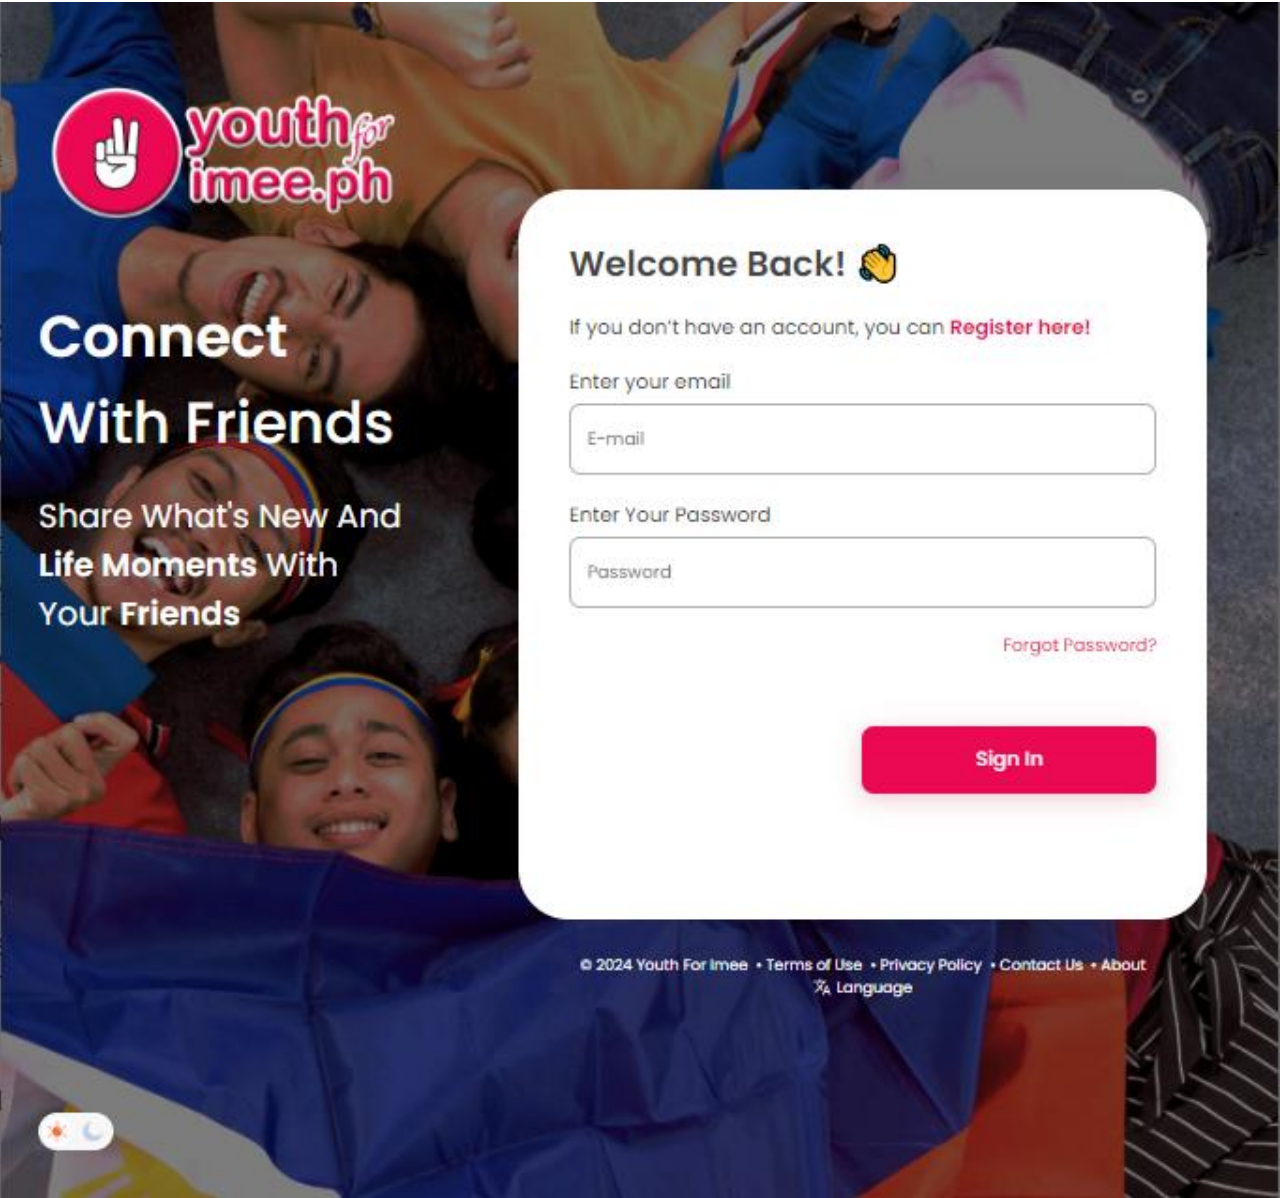 youth for
imee.ph
Connect
With Friends
Share What's New And
Life Moments With
Your Friends
Welcome Back!
If you don't have an account, you can Register here!
Enter your email
E-mail
Enter Your Password
Password
Forgot Password?
Sign In
© 2024 Youth For Imee • Terms of Use • Privacy Policy • Contact Us • About
Language